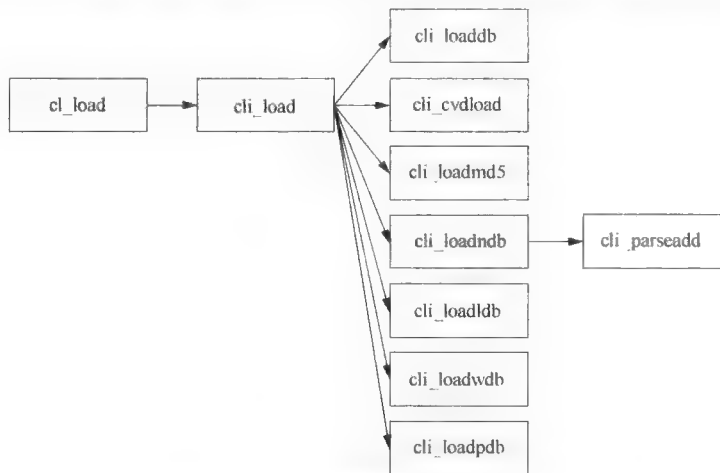 cli_loaddb
cl_load
cli_load
cli_cvdload
cli_loadmd5
cli_loadndb
cli_parseadd
cli_loadldb
cli_loadwdb
cli_loadpdb